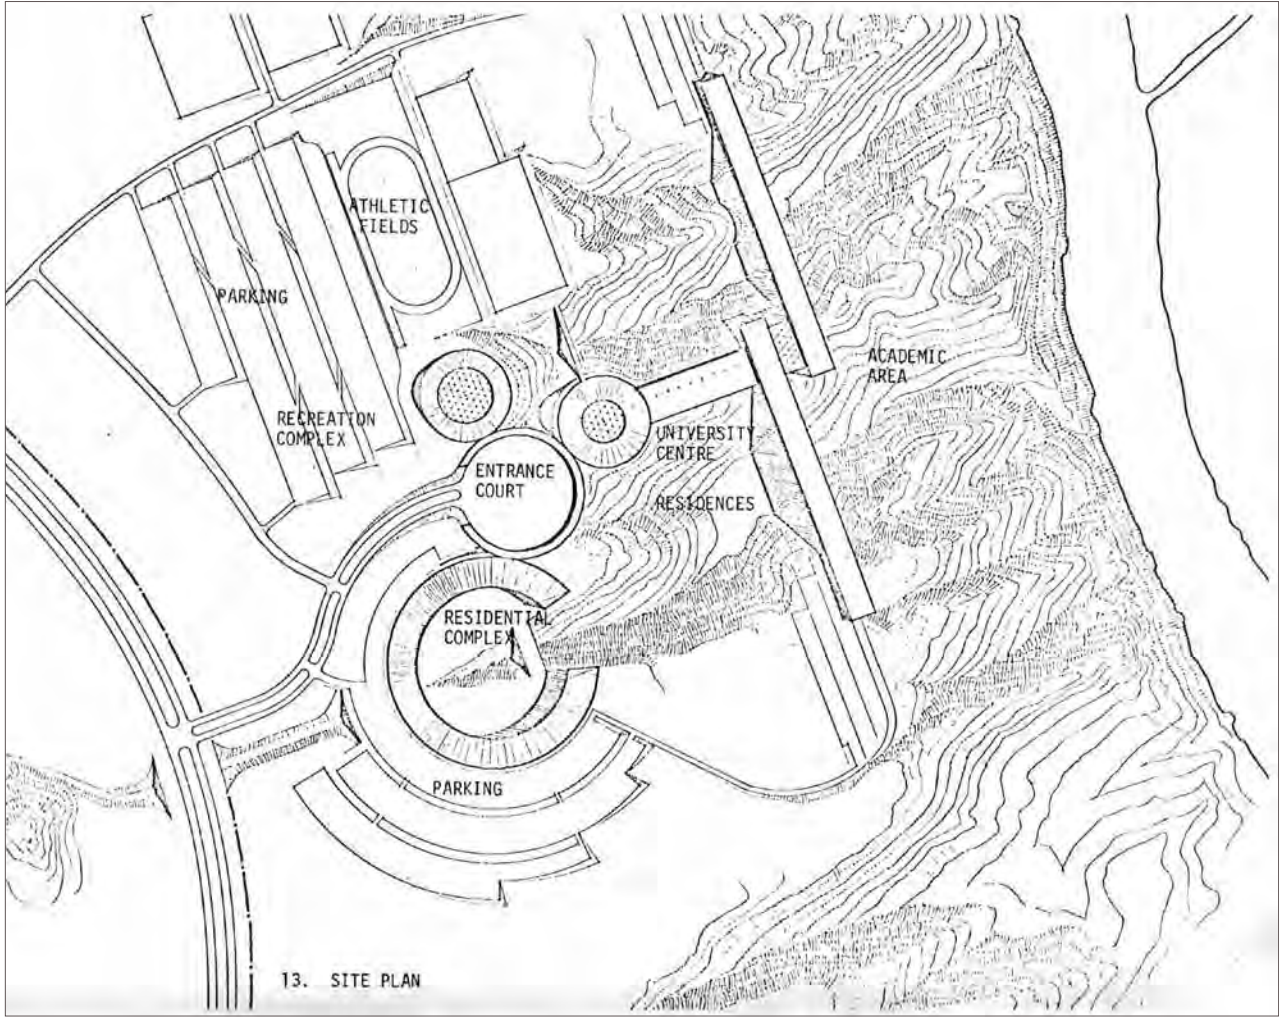 ATHLETIC
FIELDS
PARKING
ACADEMIC
AREA
RECREATION
COMPLEX
UNIVERSITY
CENTRE
ENTRANCE
COURT
RESIDENCES
RESIDENTIAL
COMPLEX
PARKING
13. SITE PLAN